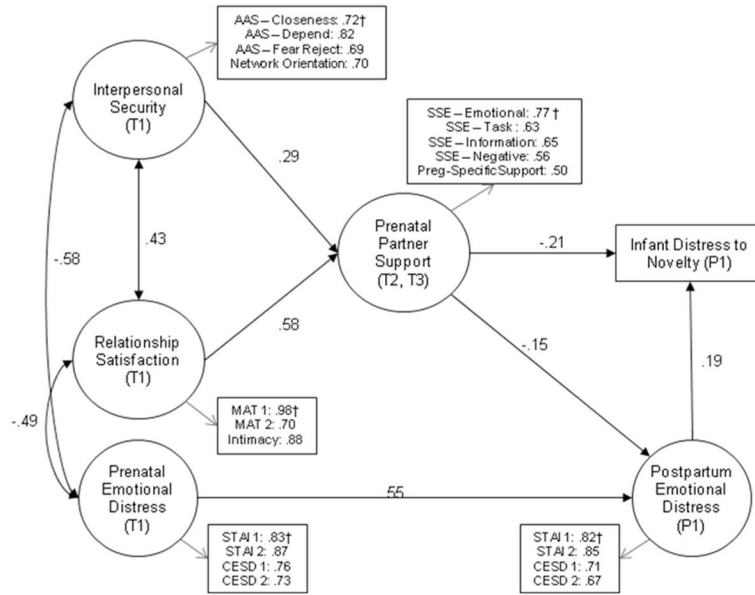 AAS – Closeness: .72†
AAS – Depend: .82
AAS – Fear Reject: .69
Network Orientation: .70
Interpersonal
Security
(T1)
SSE – Emotional: .77 †
SSE – Task : .63
SSE – Information: .65
SSE – Negative: .56
Preg-Specific Support: .50
.29
Prenatal
Partner
Support
(T2, T3)
-.21
Infant Distress to
Novelty (P1)
-.58
.43
.58
-.15
.19
Relationship
Satisfaction
(T1)
MAT 1: .98†
MAT 2: .70
Intimacy: .88
-.49
Prenatal
Emotional
Distress
(T1)
.55
Postpartum
Emotional
Distress
(P1)
STAI 1: .83†
STAI 2: .87
CESD 1: .76
CESD 2: .73
STAI 1: .82†
STAI 2: .85
CESD 1: .71
CESD 2: .67